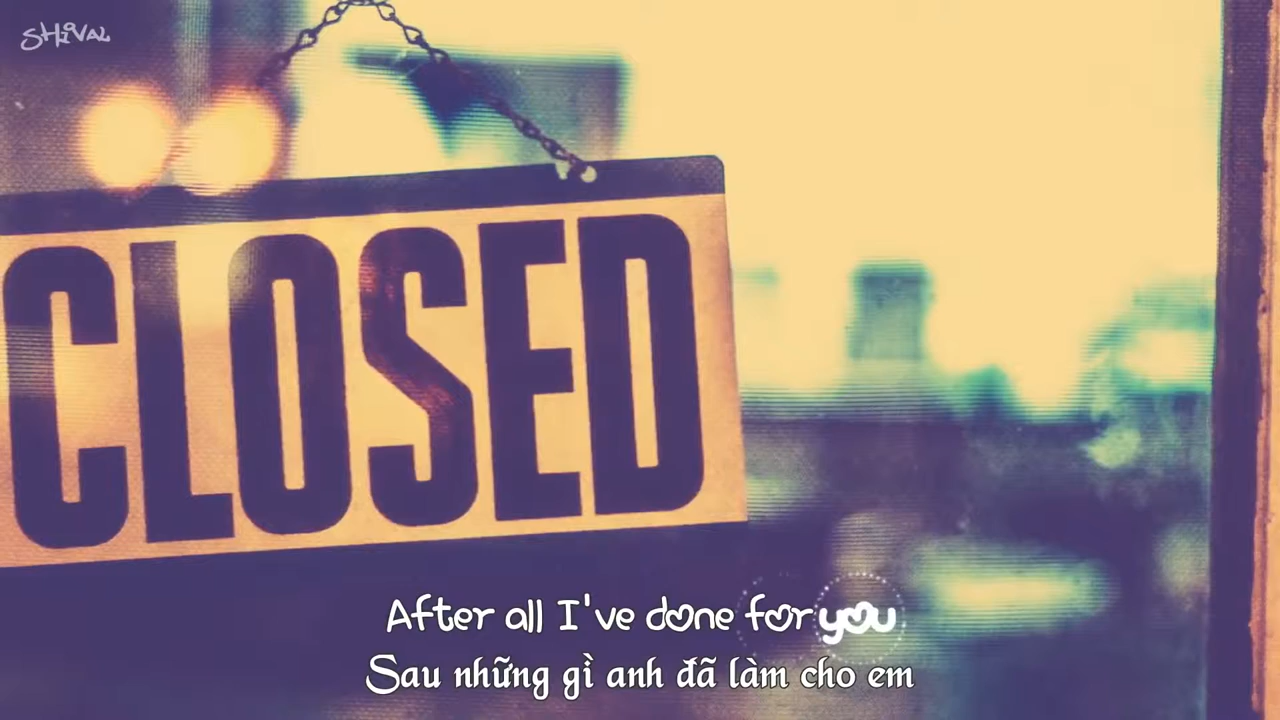 SHiVAL
CLOSED
After all I've done for you
Sau những gì anh đã làm cho em